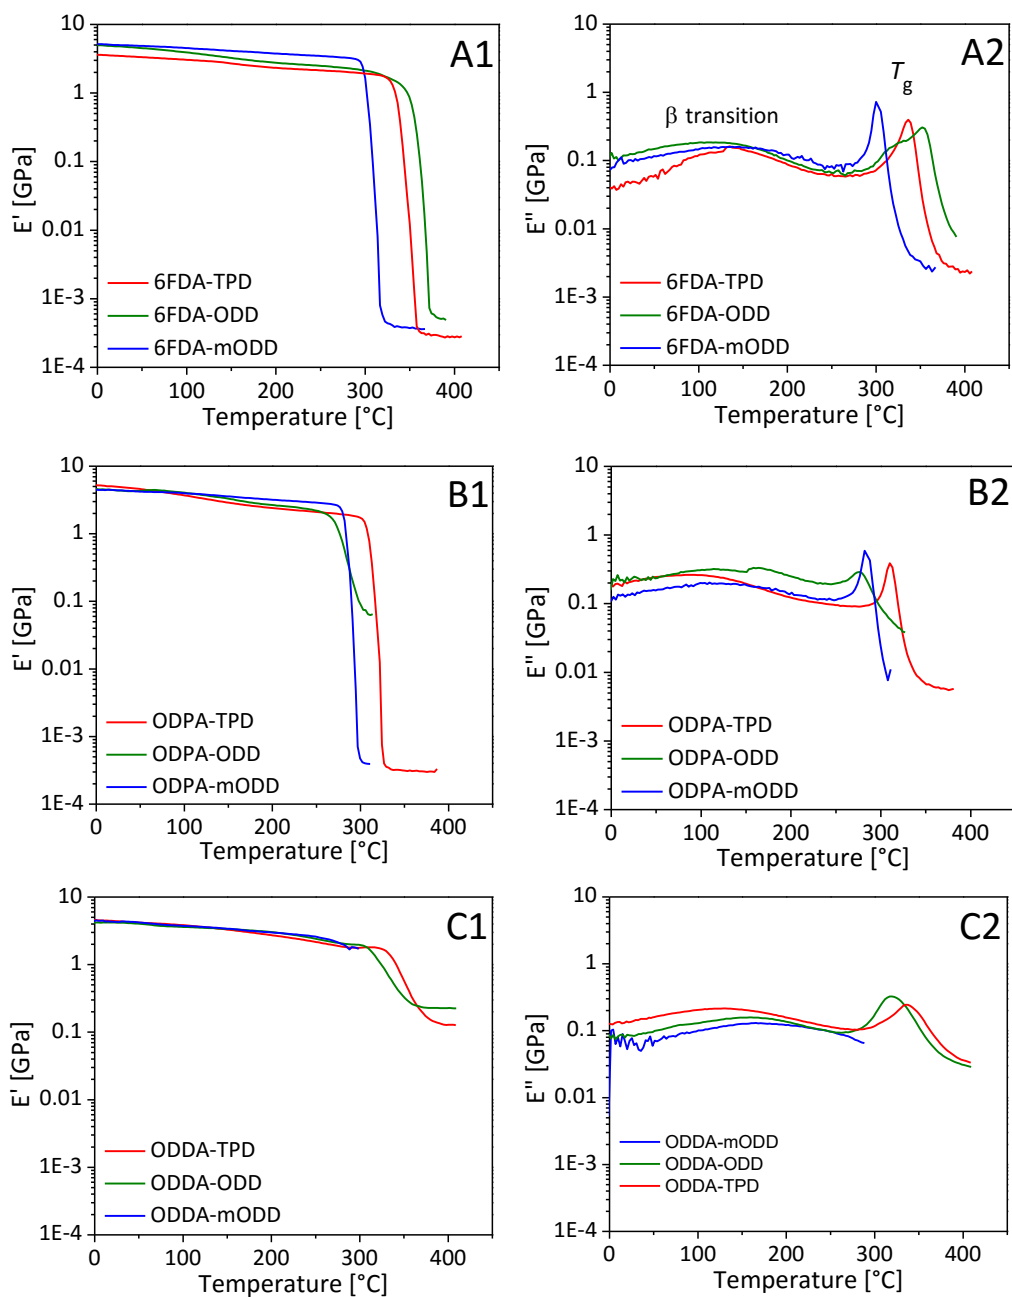 A1
E' [GPa]
10
1
0.1
0.01
1E-3
1E-4
6FDA-TPD
6FDA-ODD
6FDA-mODD
0 100 200 300 400
Temperature [°C]
A2
E" [GPa]
10
1
0.1
0.01
1E-3
1E-4
β transition
Tg
6FDA-TPD
6FDA-ODD
6FDA-mODD
0 100 200 300 400
Temperature [°C]
B1
E' [GPa]
10
1
0.1
0.01
1E-3
1E-4
ODPA-TPD
ODPA-ODD
ODPA-mODD
0 100 200 300 400
Temperature [°C]
B2
E" [GPa]
10
1
0.1
0.01
1E-3
1E-4
ODPA-TPD
ODPA-ODD
ODPA-mODD
0 100 200 300 400
Temperature [°C]
C1
E' [GPa]
10
1
0.1
0.01
1E-3
1E-4
ODDA-TPD
ODDA-ODD
ODDA-mODD
0 100 200 300 400
Temperature [°C]
C2
E" [GPa]
10
1
0.1
0.01
1E-3
1E-4
ODDA-mODD
ODDA-ODD
ODDA-TPD
0 100 200 300 400
Temperature [°C]